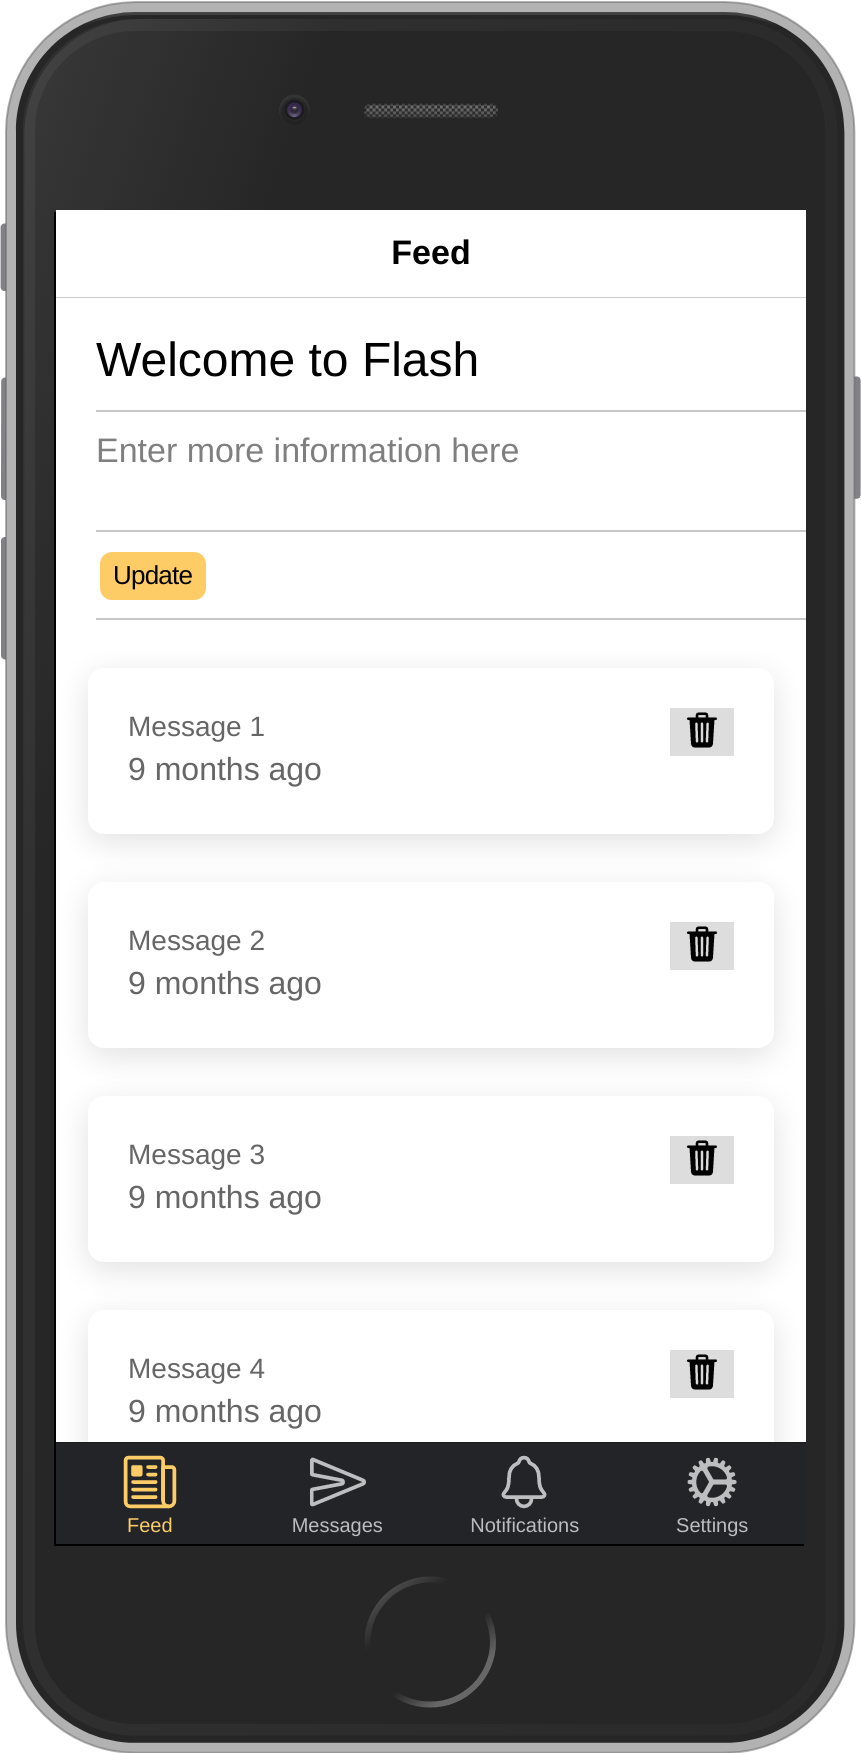 Feed
Welcome to Flash
Enter more information here
Update
Message 1
9 months ago
Message 2
9 months ago
Message 3
9 months ago
Message 4
9 months ago
Feed
Messages
Notifications
Settings